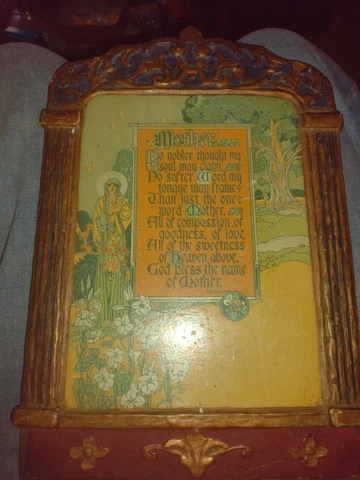 Mother
No nobler thought my
soul may claim,
No softer Word my
tongue may frame
Than just the one
word Mother.
All of compassion, of
goodness, of love
All of the sweetness
of Heaven above,—
God bless the name
of Mother.